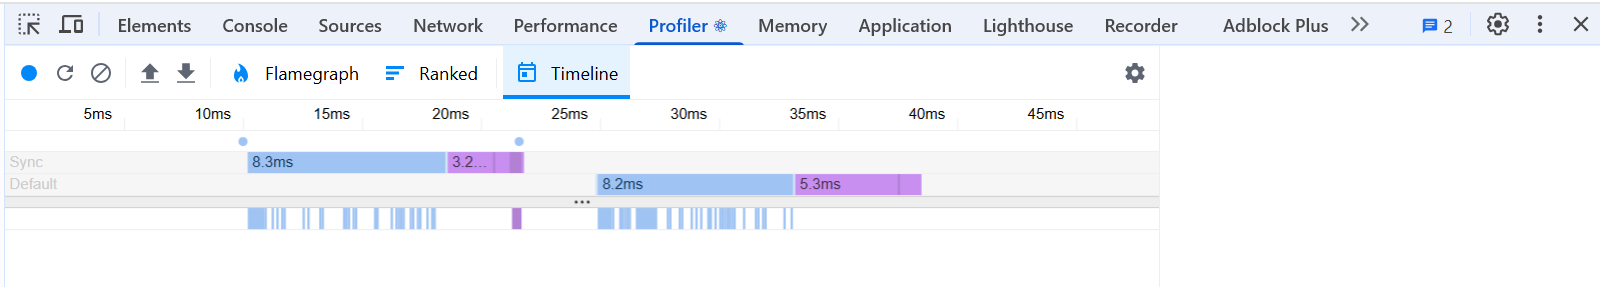 Elements Console Sources Network Performance Profiler ⚛ Memory Application Lighthouse Recorder Adblock Plus 2
Flamegraph Ranked Timeline
5ms 10ms 15ms 20ms 25ms 30ms 35ms 40ms 45ms
Sync 8.3ms 3.2...
Default 8.2ms 5.3ms